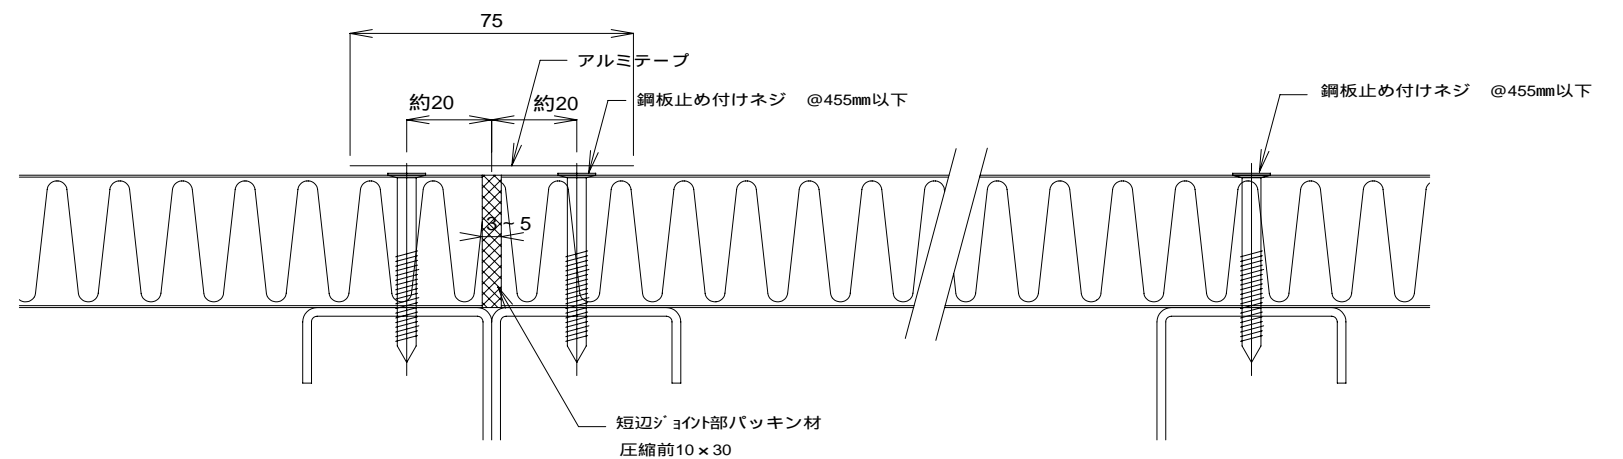 75
アルミテープ
約20
約20
鋼板止め付けネジ　@455mm以下
鋼板止め付けネジ　@455mm以下
3~5
短辺ｼﾞｮｲﾝﾄ部パッキン材
圧縮前10×30